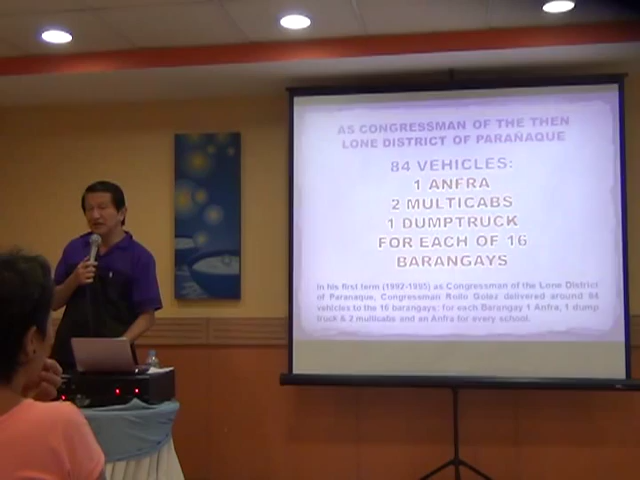 AS CONGRESSMAN OF THE THEN
LONE DISTRICT OF PARAÑAQUE
84 VEHICLES:
1 ANFRA
2 MULTICABS
1 DUMPTRUCK
FOR EACH OF 16
BARANGAYS
In his first term (1992-1995) as Congressman of the Lone District
of Paranaque, Congressman Roilo Golez delivered around 84
vehicles to the 16 barangays: for each Barangay 1 Anfra, 1 dump
truck & 2 multicabs and an Anfra for every school.